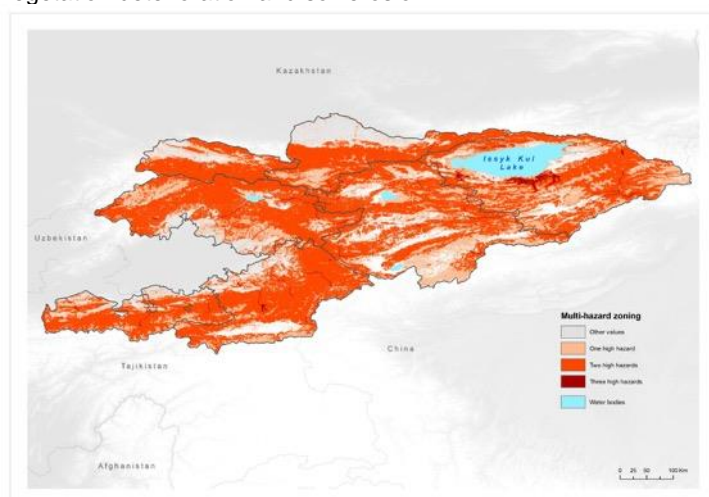 Kazakhstan
Issyk Kul
Lake
Uzbekistan
Multi-hazard zoning
Other values
One high hazard
Two high hazards
Three high hazards
Water bodies
China
Tajikistan
Afghanistan
0 25 50 100 Km